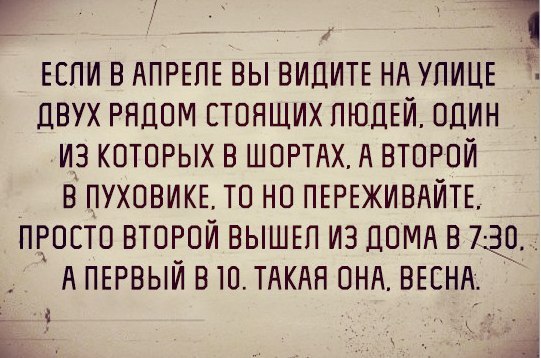 ЕСЛИ В АПРЕЛЕ ВЫ ВИДИТЕ НА УЛИЦЕ
ДВУХ РЯДОМ СТОЯЩИХ ЛЮДЕЙ, ОДИН
ИЗ КОТОРЫХ В ШОРТАХ, А ВТОРОЙ
В ПУХОВИКЕ, ТО НО ПЕРЕЖИВАЙТЕ,
ПРОСТО ВТОРОЙ ВЫШЕЛ ИЗ ДОМА В 7:30,
А ПЕРВЫЙ В 10. ТАКАЯ ОНА, ВЕСНА.